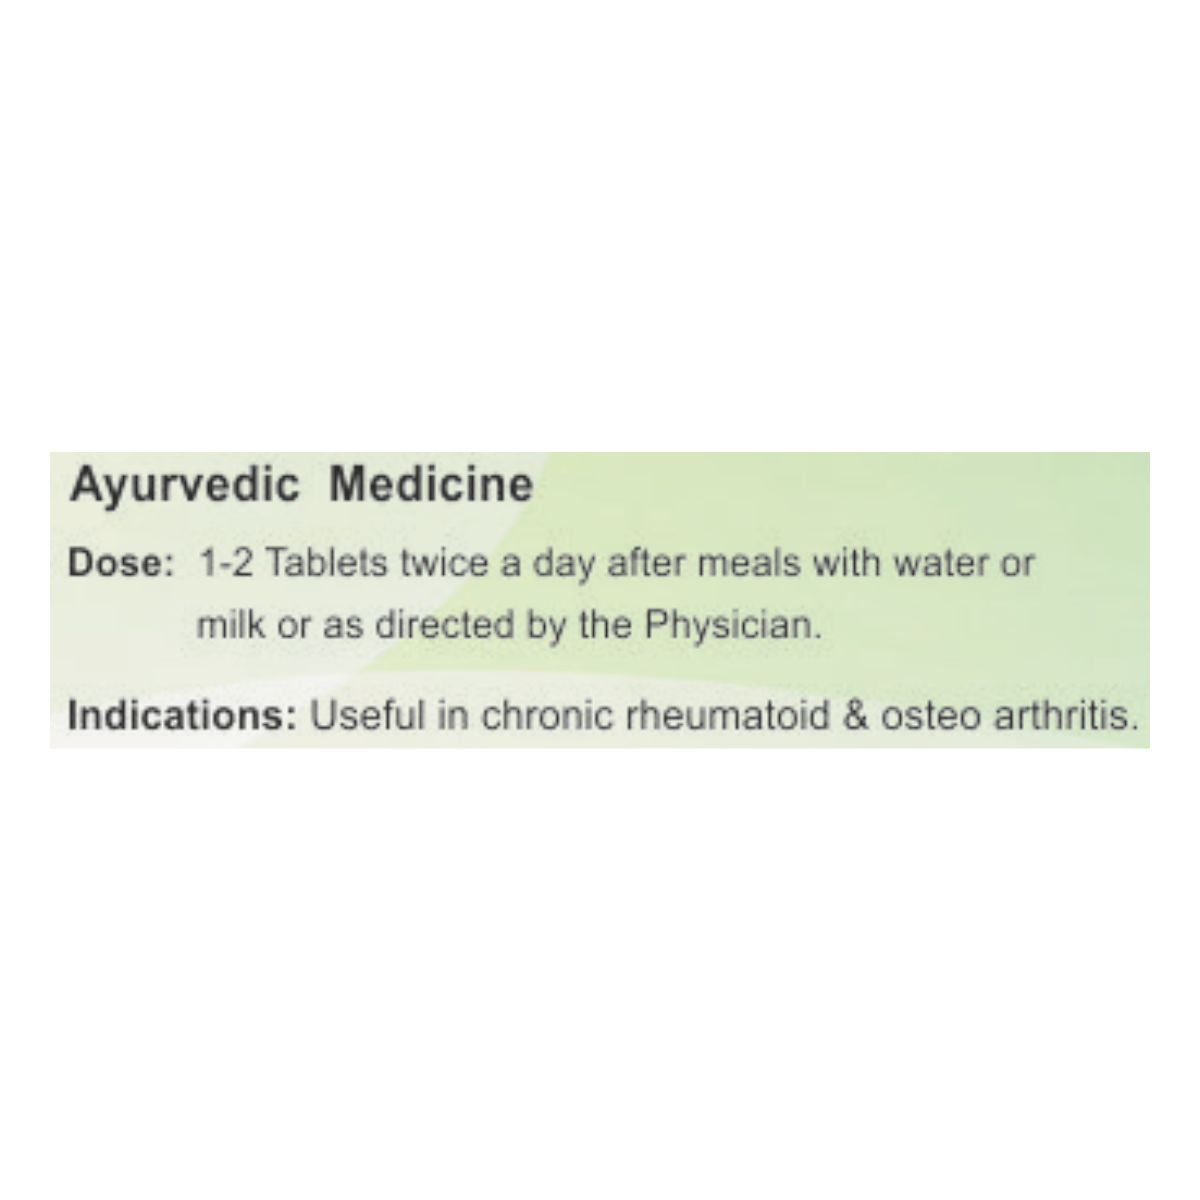 Ayurvedic Medicine
Dose: 1-2 Tablets twice a day after meals with water or
milk or as directed by the Physician.
Indications: Useful in chronic rheumatoid & osteo arthritis.